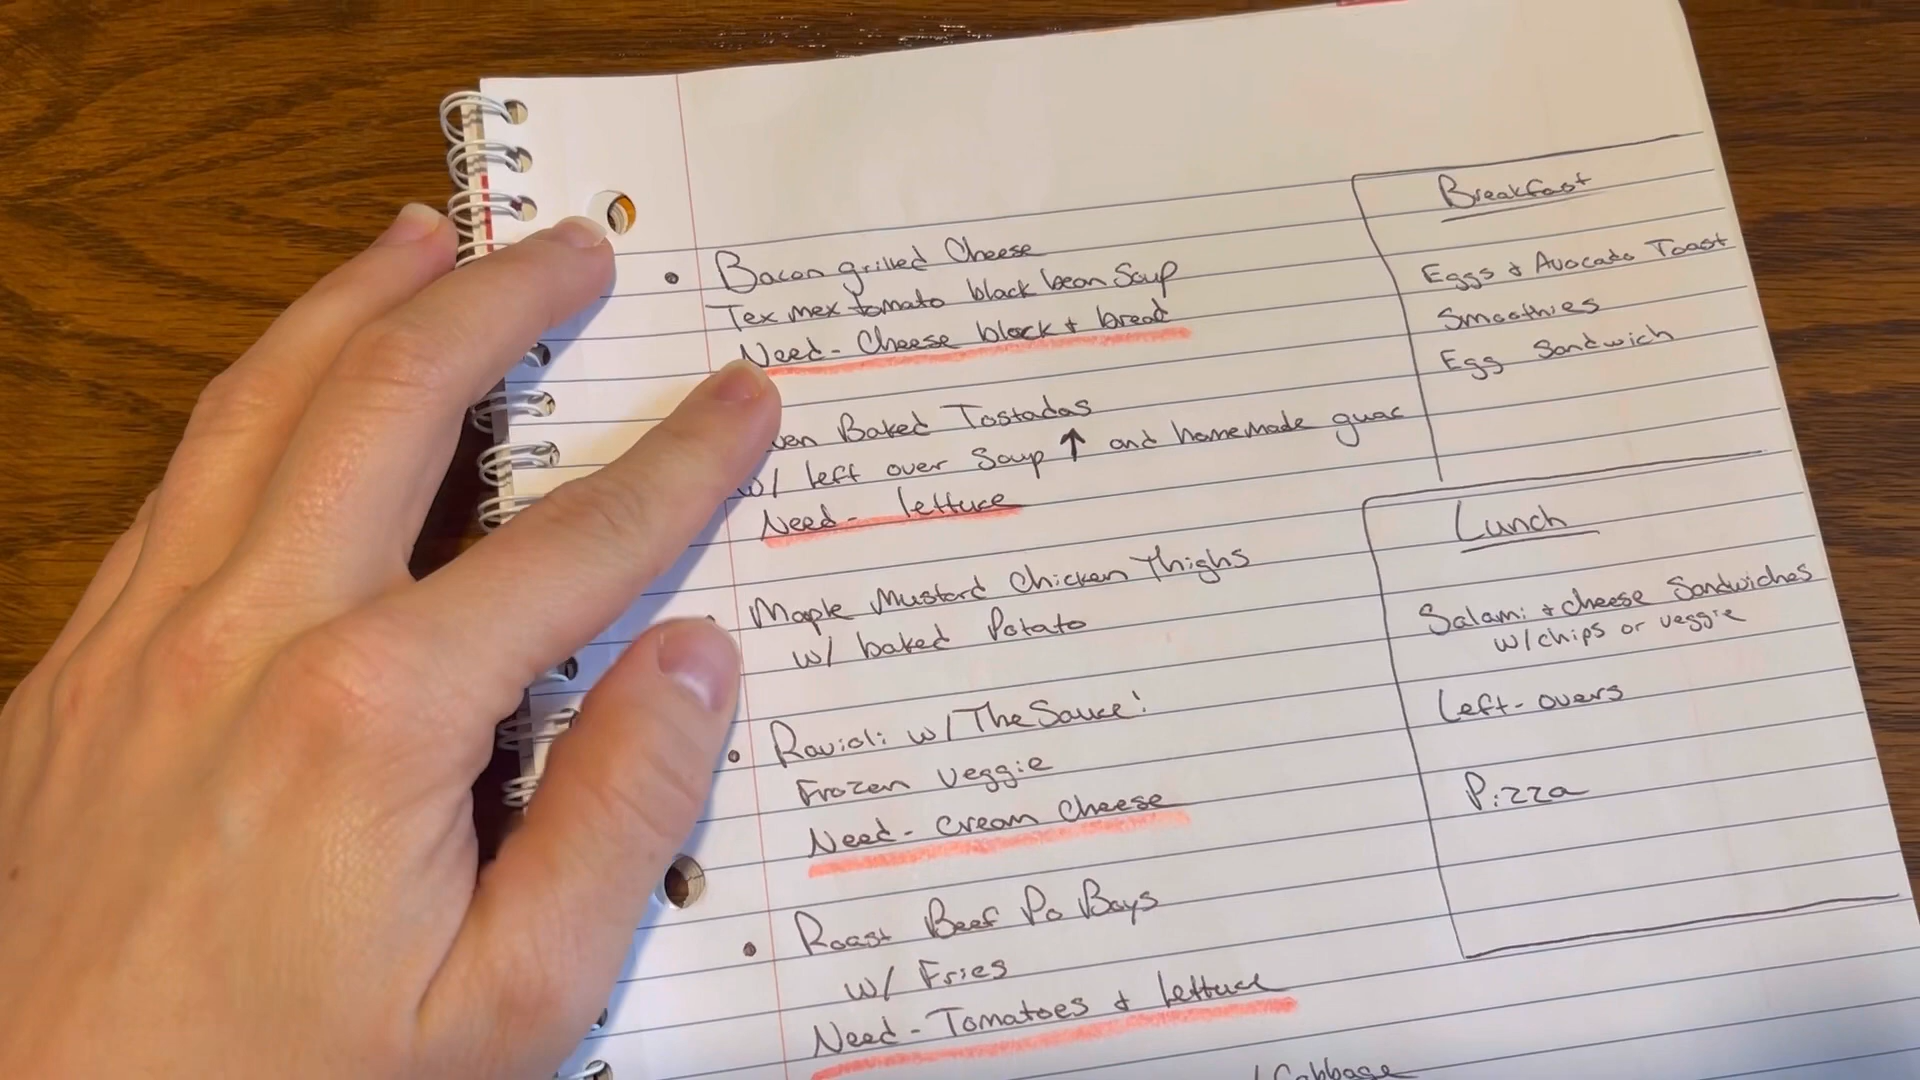 Bacon grilled Cheese
Tex mex tomato black bean Soup
Need - Cheese block + bread
Baked Tostadas
w/ left over Soup ↑ and homemade guac
Need - lettuce
Maple Mustard Chicken Thighs
w/ baked Potato
Ravioli w/ The Sauce!
Frozen Veggie
Need - Cream Cheese
Roast Beef Po Boys
w/ Fries
Need - Tomatoes + Lettuce
Cabbage
Breakfast
Eggs + Avocado Toast
Smoothies
Egg Sandwich
Lunch
Salami + cheese Sandwiches
w/ chips or veggie
Left-overs
Pizza